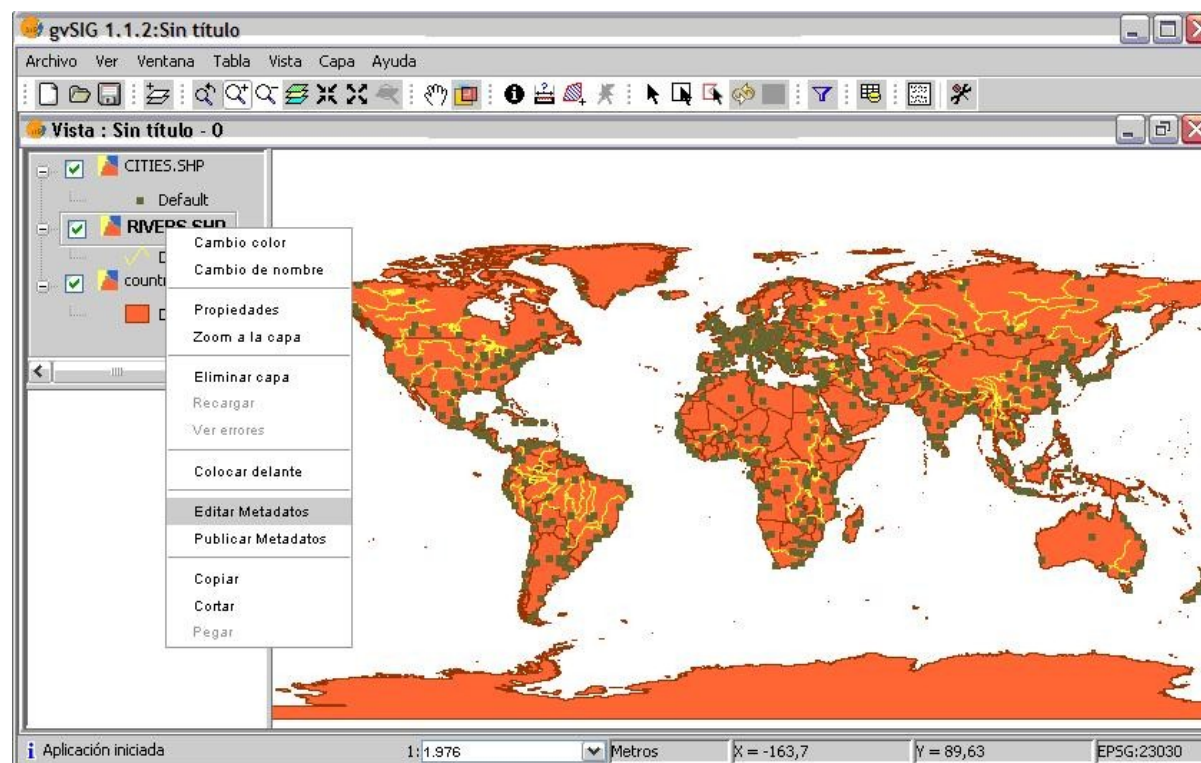 gvSIG 1.1.2:Sin título
Archivo Ver Ventana Tabla Vista Capa Ayuda
Vista : Sin título - 0
CITIES.SHP
Default
RIVERS.SHP
countr
Cambio color
Cambio de nombre
Propiedades
Zoom a la capa
Eliminar capa
Recargar
Ver errores
Colocar delante
Editar Metadatos
Publicar Metadatos
Copiar
Cortar
Pegar
Aplicación iniciada 1: 1.976 Metros X = -163,7 Y = 89,63 EPSG:23030